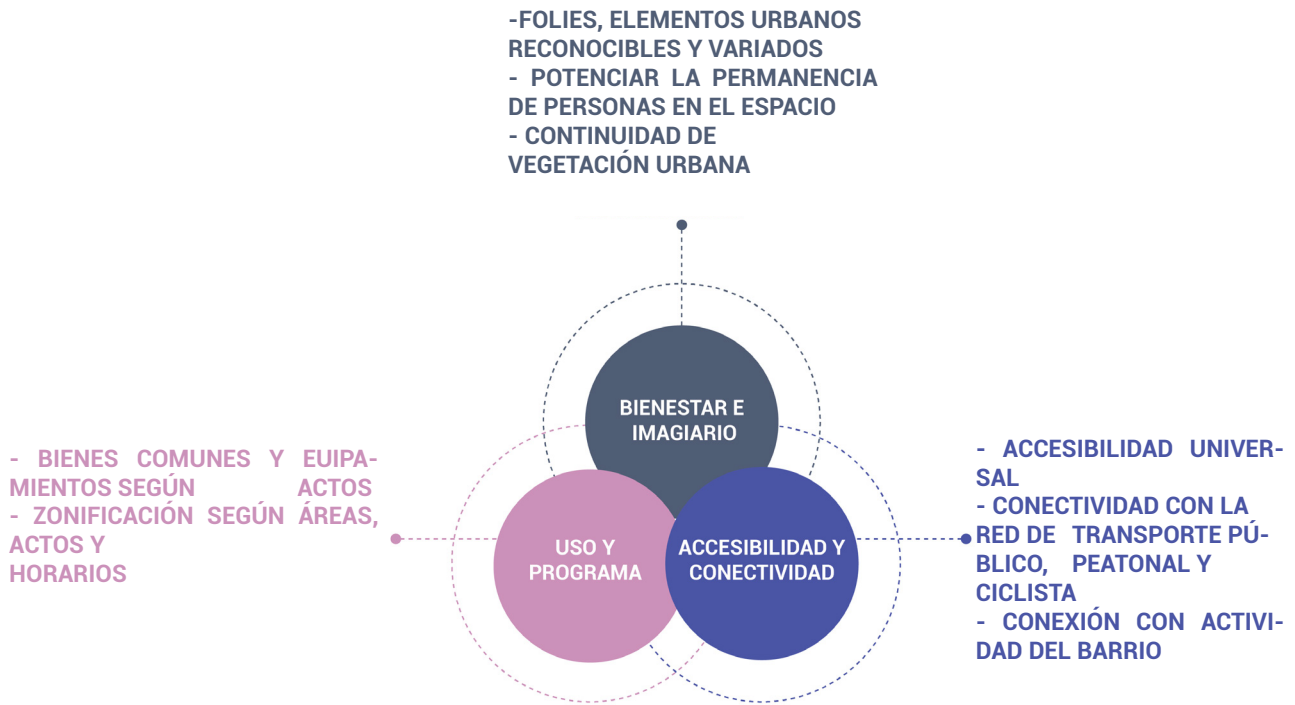 -FOLIES, ELEMENTOS URBANOS
RECONOCIBLES Y VARIADOS
- POTENCIAR LA PERMANENCIA
DE PERSONAS EN EL ESPACIO
- CONTINUIDAD DE
VEGETACIÓN URBANA
BIENESTAR E
IMAGIARIO
- BIENES COMUNES Y EUIPA-
MIENTOS SEGÚN ACTOS
- ZONIFICACIÓN SEGÚN ÁREAS,
ACTOS Y
HORARIOS
USO Y
PROGRAMA
ACCESIBILIDAD Y
CONECTIVIDAD
- ACCESIBILIDAD UNIVER-
SAL
- CONECTIVIDAD CON LA
RED DE TRANSPORTE PÚ-
BLICO, PEATONAL Y
CICLISTA
- CONEXIÓN CON ACTIVI-
DAD DEL BARRIO